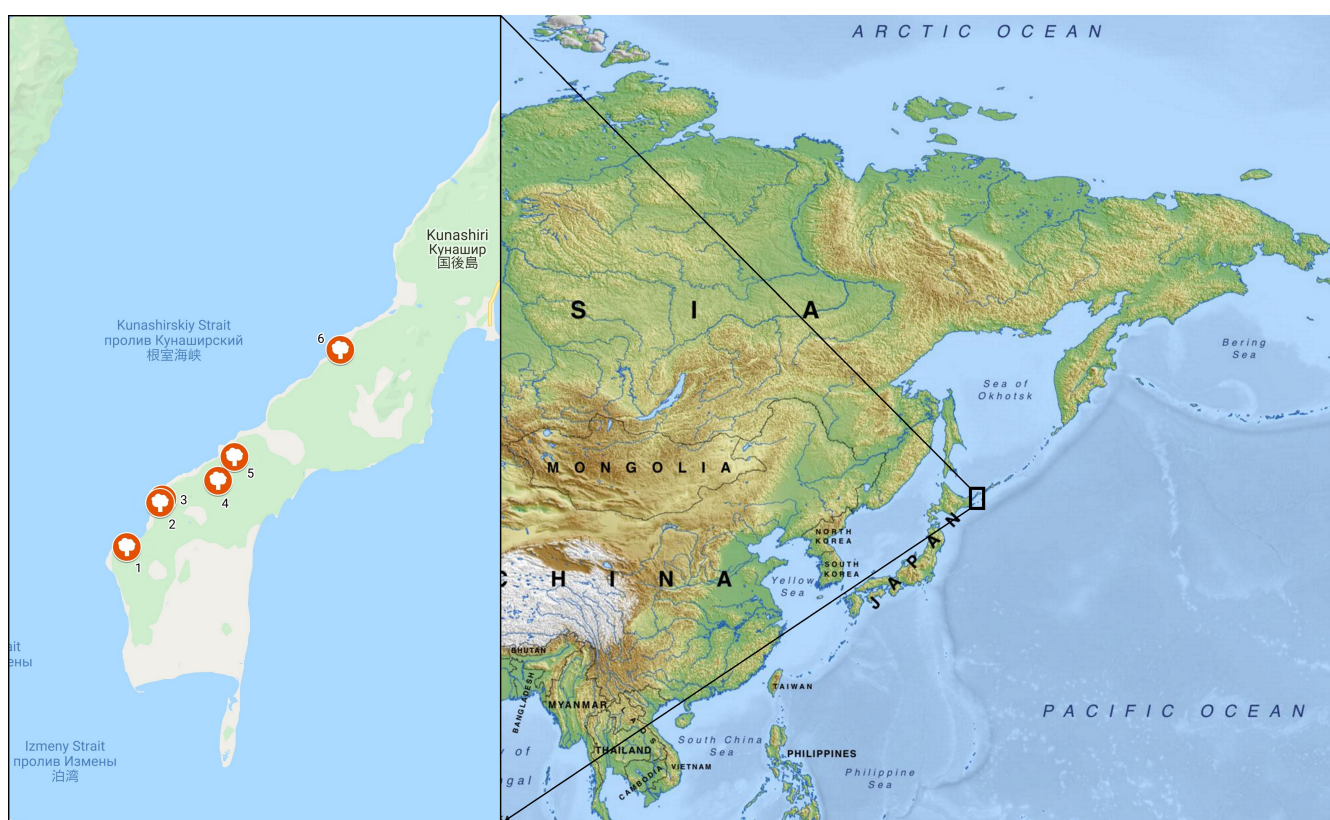 Kunashiri
Кунашир
国後島
Kunashirskiy Strait
пролив Кунаширский
根室海峡
6
5
4
3
2
1
ait
ены
Izmeny Strait
пролив Измены
泊湾
ARCTIC OCEAN
S I A
Bering
Sea
Sea of
Okhotsk
MONGOLIA
NORTH
KOREA
SOUTH
KOREA
JAPAN
CHINA
Yellow
Sea
BHUTAN
BANGLADESH
MYANMAR
TAIWAN
LAOS
THAILAND
VIETNAM
CAMBODIA
South China
Sea
PHILIPPINES
Philippine
Sea
PACIFIC OCEAN
y of
gal